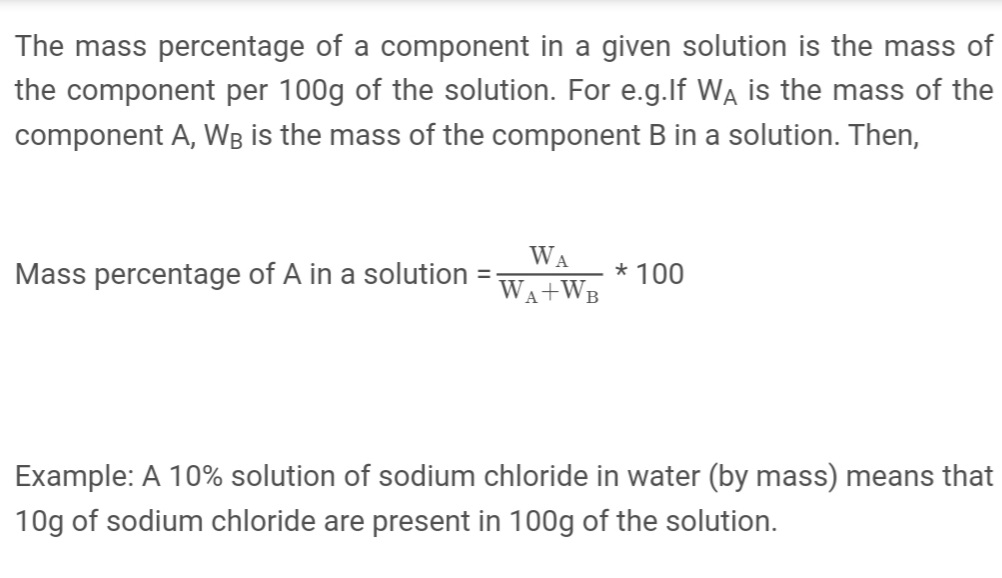 The mass percentage of a component in a given solution is the mass of
the component per 100g of the solution. For e.g.If W_A is the mass of the
component A, W_B is the mass of the component B in a solution. Then,
Mass percentage of A in a solution = \frac{W_A}{W_A+W_B} * 100
Example: A 10% solution of sodium chloride in water (by mass) means that
10g of sodium chloride are present in 100g of the solution.